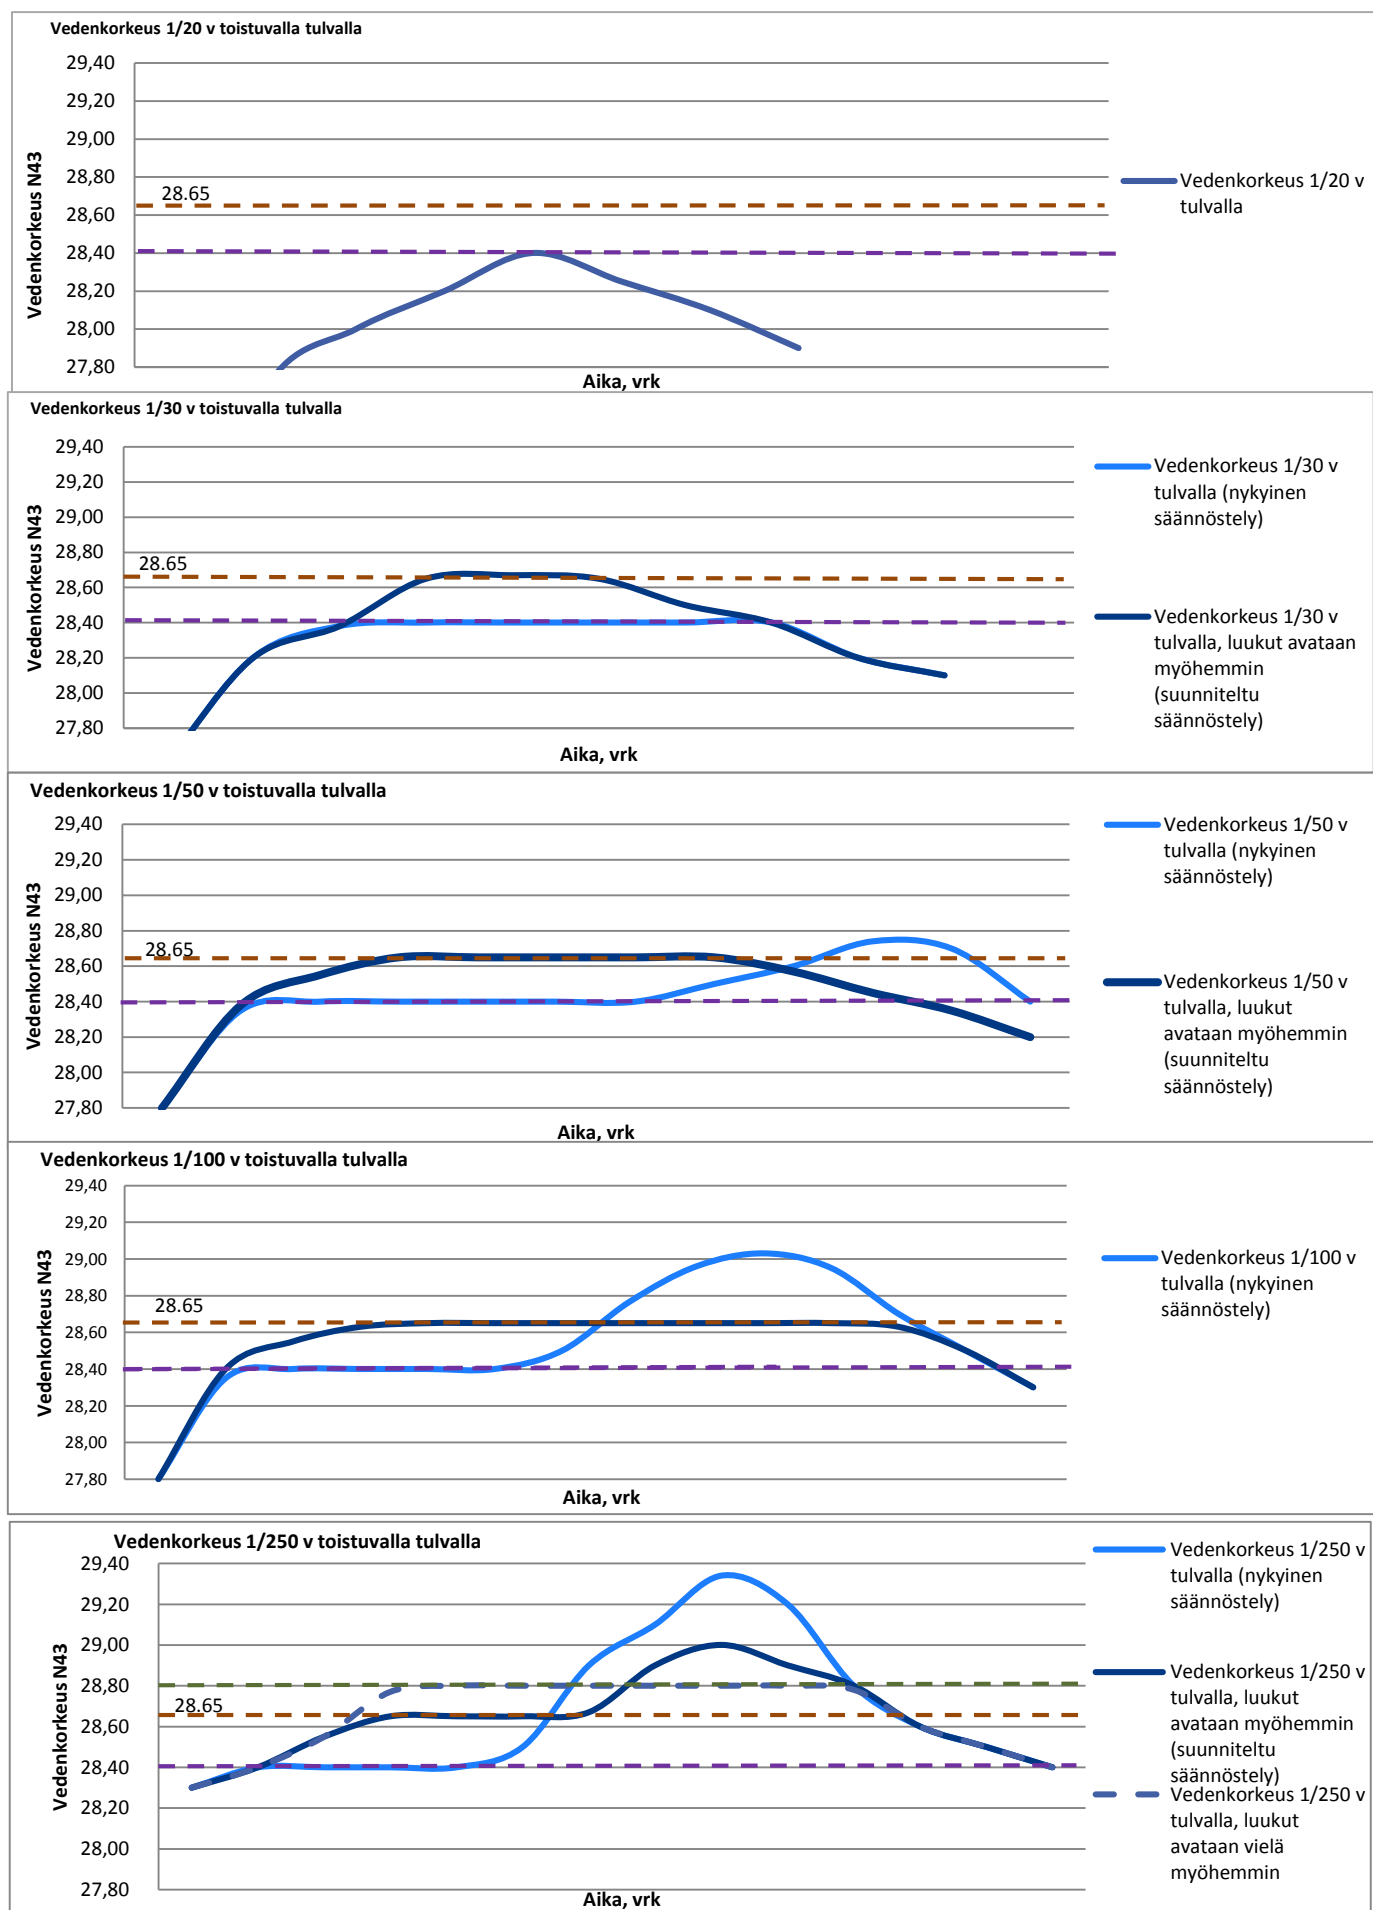 Vedenkorkeus 1/20 v toistuvalla tulvalla
Vedenkorkeus N43
29,40
29,20
29,00
28,80
28,60
28,40
28,20
28,00
27,80
28.65
Aika, vrk
Vedenkorkeus 1/20 v
tulvalla
Vedenkorkeus 1/30 v toistuvalla tulvalla
Vedenkorkeus N43
29,40
29,20
29,00
28,80
28,60
28,40
28,20
28,00
27,80
28.65
Aika, vrk
Vedenkorkeus 1/30 v
tulvalla (nykyinen
säännöstely)
Vedenkorkeus 1/30 v
tulvalla, luukut avataan
myöhemmin
(suunniteltu
säännöstely)
Vedenkorkeus 1/50 v toistuvalla tulvalla
Vedenkorkeus N43
29,40
29,20
29,00
28,80
28,60
28,40
28,20
28,00
27,80
28.65
Aika, vrk
Vedenkorkeus 1/50 v
tulvalla (nykyinen
säännöstely)
Vedenkorkeus 1/50 v
tulvalla, luukut
avataan myöhemmin
(suunniteltu
säännöstely)
Vedenkorkeus 1/100 v toistuvalla tulvalla
Vedenkorkeus N43
29,40
29,20
29,00
28,80
28,60
28,40
28,20
28,00
27,80
28.65
Aika, vrk
Vedenkorkeus 1/100 v
tulvalla (nykyinen
säännöstely)
Vedenkorkeus 1/250 v toistuvalla tulvalla
Vedenkorkeus N43
29,40
29,20
29,00
28,80
28,60
28,40
28,20
28,00
27,80
28.65
Aika, vrk
Vedenkorkeus 1/250 v
tulvalla (nykyinen
säännöstely)
Vedenkorkeus 1/250 v
tulvalla, luukut
avataan myöhemmin
(suunniteltu
säännöstely)
Vedenkorkeus 1/250 v
tulvalla, luukut
avataan vielä
myöhemmin